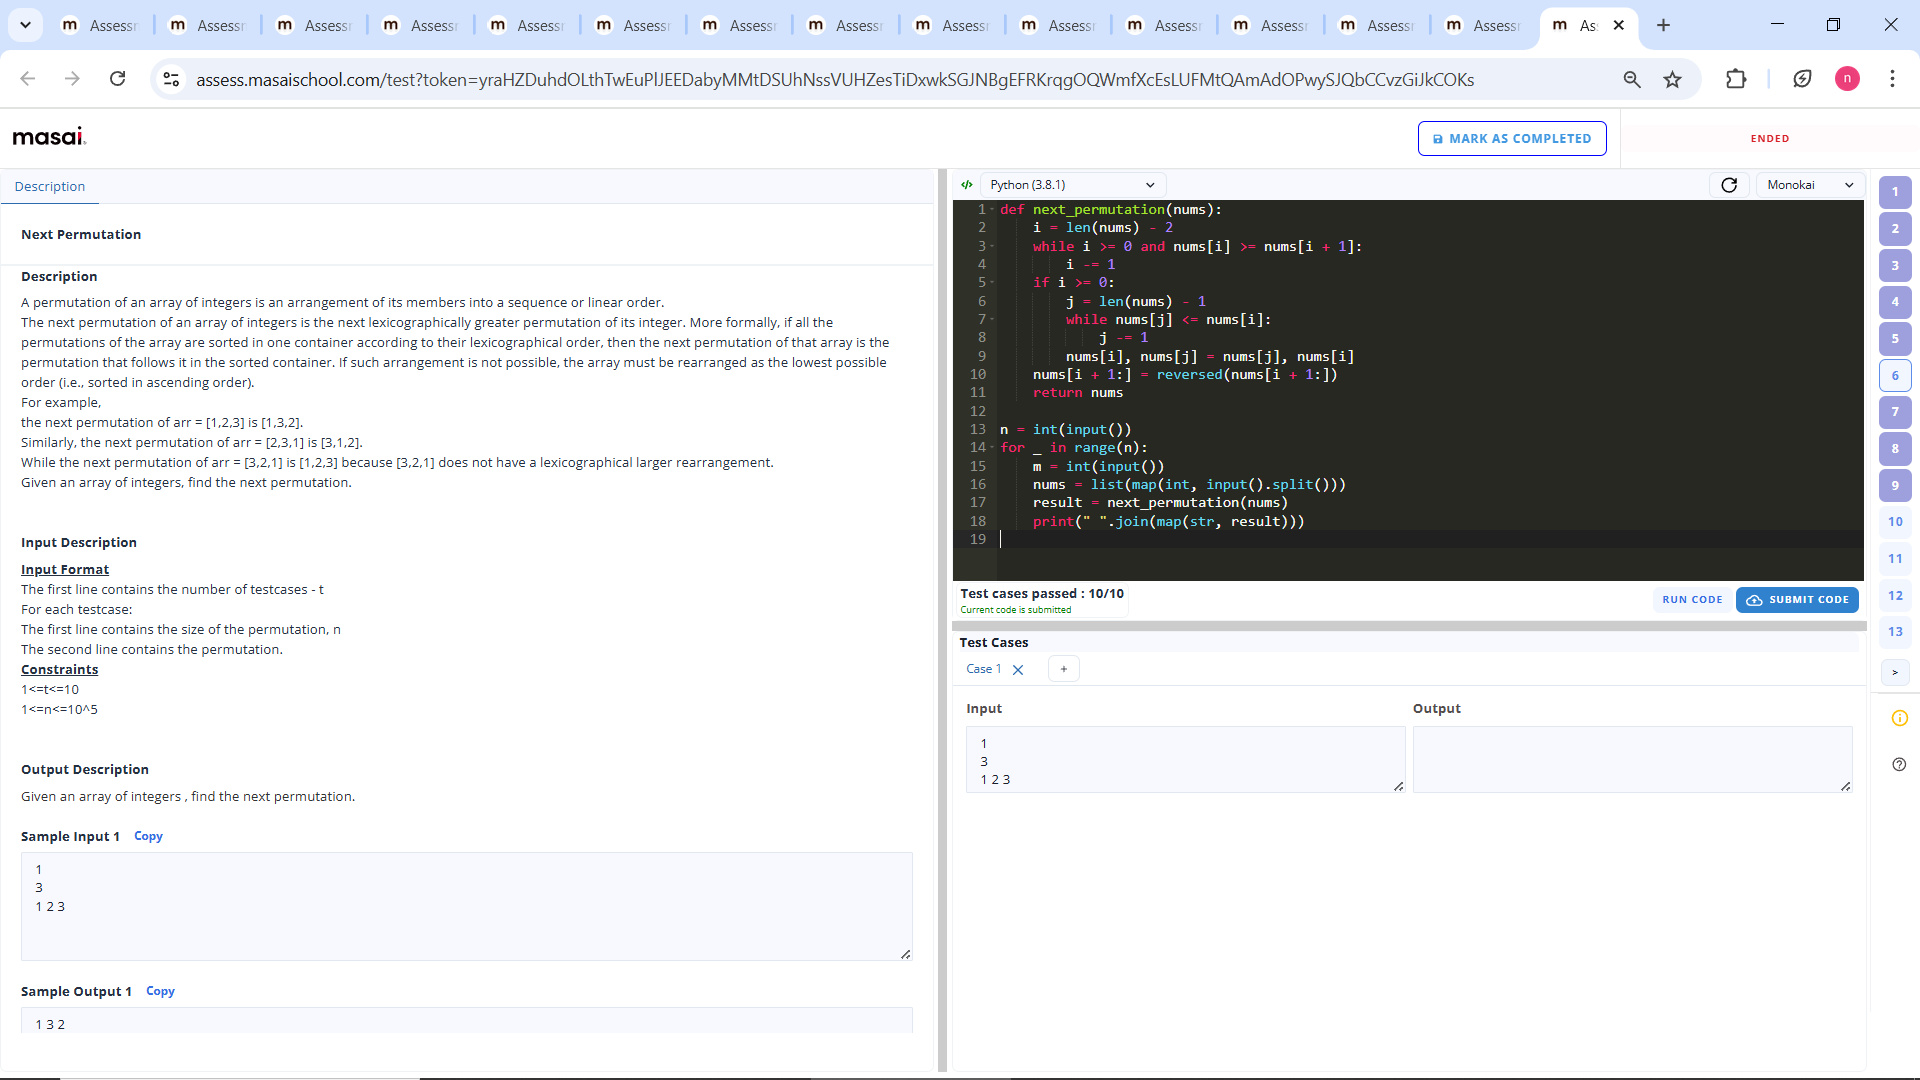 Assess
Assess
Assess
Assess
Assess
Assess
Assess
Assess
Assess
Assess
Assess
Assess
Assess
Assess
As
assess.masaischool.com/test?token=yraHZDuhdOLthTwEuPlJEEDabyMMtDSUhNssVUHZesTiDxwkSGJNBgEFRKrqgOQWmfXcEsLUFMtQAmAdOPwySJQbCCvzGiJkCOKs
n
masai.
MARK AS COMPLETED
ENDED
Description
Next Permutation
Description
A permutation of an array of integers is an arrangement of its members into a sequence or linear order.
The next permutation of an array of integers is the next lexicographically greater permutation of its integer. More formally, if all the
permutations of the array are sorted in one container according to their lexicographical order, then the next permutation of that array is the
permutation that follows it in the sorted container. If such arrangement is not possible, the array must be rearranged as the lowest possible
order (i.e., sorted in ascending order).
For example,
the next permutation of arr = [1,2,3] is [1,3,2].
Similarly, the next permutation of arr = [2,3,1] is [3,1,2].
While the next permutation of arr = [3,2,1] is [1,2,3] because [3,2,1] does not have a lexicographical larger rearrangement.
Given an array of integers, find the next permutation.
Input Description
Input Format
The first line contains the number of testcases - t
For each testcase:
The first line contains the size of the permutation, n
The second line contains the permutation.
Constraints
1<=t<=10
1<=n<=10^5
Output Description
Given an array of integers , find the next permutation.
Sample Input 1 Copy
1
3
1 2 3
Sample Output 1 Copy
1 3 2
</> Python (3.8.1)
Monokai
1 def next_permutation(nums):
2 i = len(nums) - 2
3 while i >= 0 and nums[i] >= nums[i + 1]:
4 i -= 1
5 if i >= 0:
6 j = len(nums) - 1
7 while nums[j] <= nums[i]:
8 j -= 1
9 nums[i], nums[j] = nums[j], nums[i]
10 nums[i + 1:] = reversed(nums[i + 1:])
11 return nums
12
13 n = int(input())
14 for _ in range(n):
15 m = int(input())
16 nums = list(map(int, input().split()))
17 result = next_permutation(nums)
18 print(" ".join(map(str, result)))
19
Test cases passed : 10/10
Current code is submitted
RUN CODE
SUBMIT CODE
Test Cases
Case 1
+
Input
1
3
1 2 3
Output
1
2
3
4
5
6
7
8
9
10
11
12
13
>